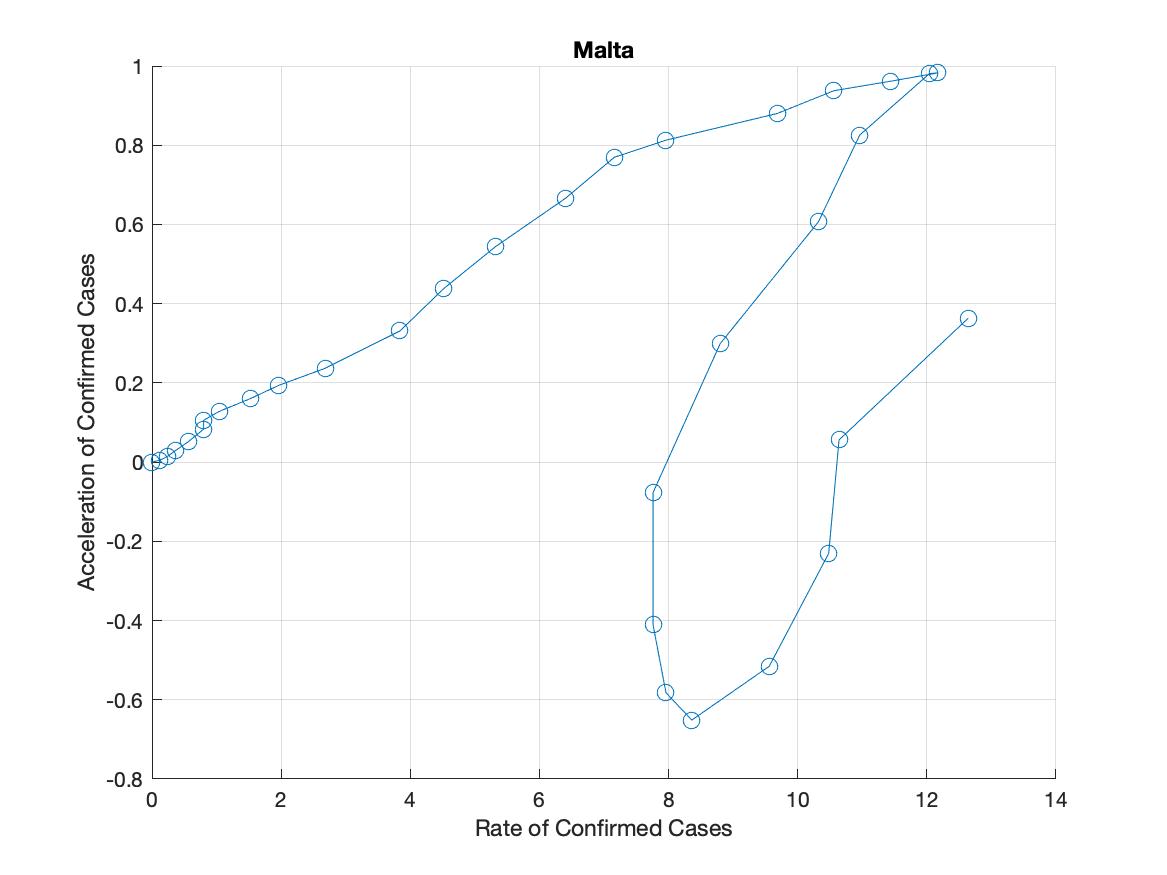 Malta
1
0.8
0.6
0.4
0.2
0
-0.2
-0.4
-0.6
-0.8
Acceleration of Confirmed Cases
0 2 4 6 8 10 12 14
Rate of Confirmed Cases